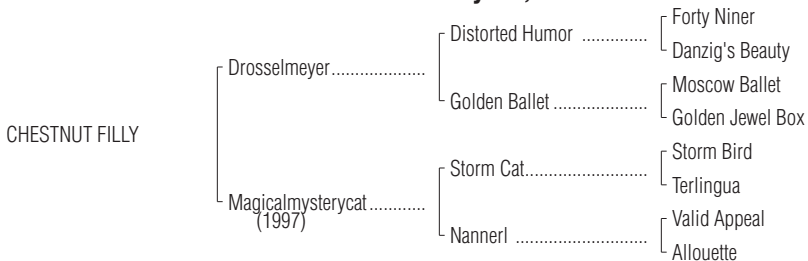 Forty Niner
Distorted Humor ..............
Danzig's Beauty
Drosselmeyer....................
Moscow Ballet
Golden Ballet ....................
Golden Jewel Box
CHESTNUT FILLY
Storm Bird
Storm Cat..........................
Terlingua
Magicalmysterycat............
(1997)
Valid Appeal
Nannerl ............................
Allouette